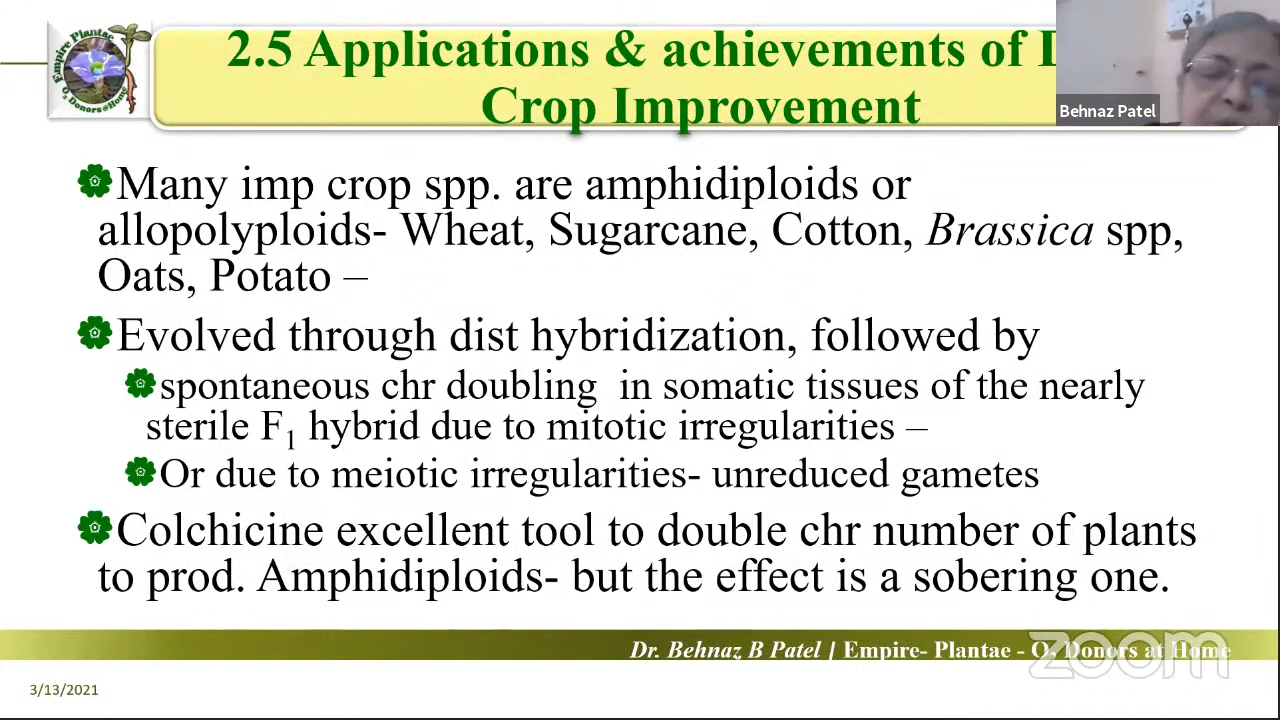 Empire Plantae
O₂ Donors@Home
2.5 Applications & achievements of
Crop Improvement
Behnaz Patel
Many imp crop spp. are amphidiploids or
allopolyploids- Wheat, Sugarcane, Cotton, Brassica spp,
Oats, Potato –
Evolved through dist hybridization, followed by
spontaneous chr doubling in somatic tissues of the nearly
sterile F₁ hybrid due to mitotic irregularities –
Or due to meiotic irregularities- unreduced gametes
Colchicine excellent tool to double chr number of plants
to prod. Amphidiploids- but the effect is a sobering one.
Dr. Behnaz B Patel | Empire- Plantae - O₂ Donors at Home
zoom
3/13/2021